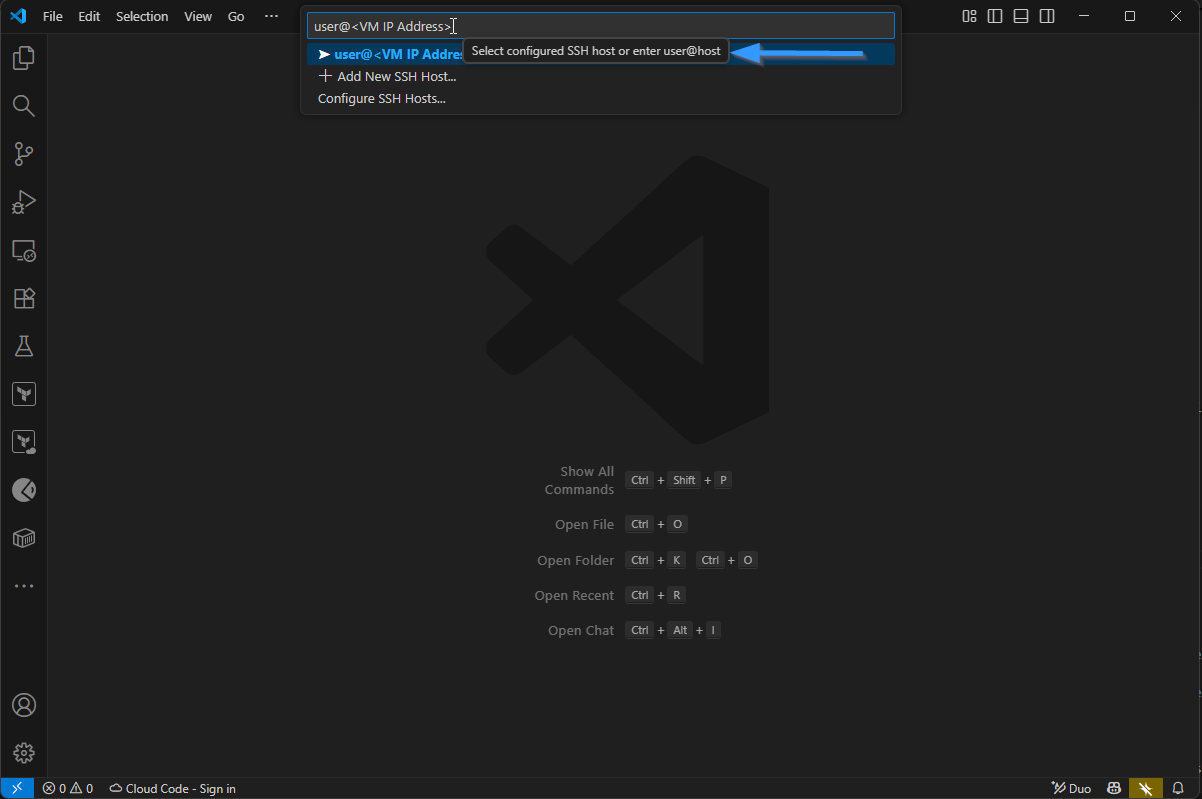 File Edit Selection View Go ...
user@<VM IP Address>
user@<VM IP Addre
Select configured SSH host or enter user@host
Add New SSH Host...
Configure SSH Hosts...
Show All
Commands
Ctrl + Shift + P
Open File Ctrl + O
Open Folder Ctrl + K Ctrl + O
Open Recent Ctrl + R
Open Chat Ctrl + Alt + I
0 0 Cloud Code - Sign in Duo